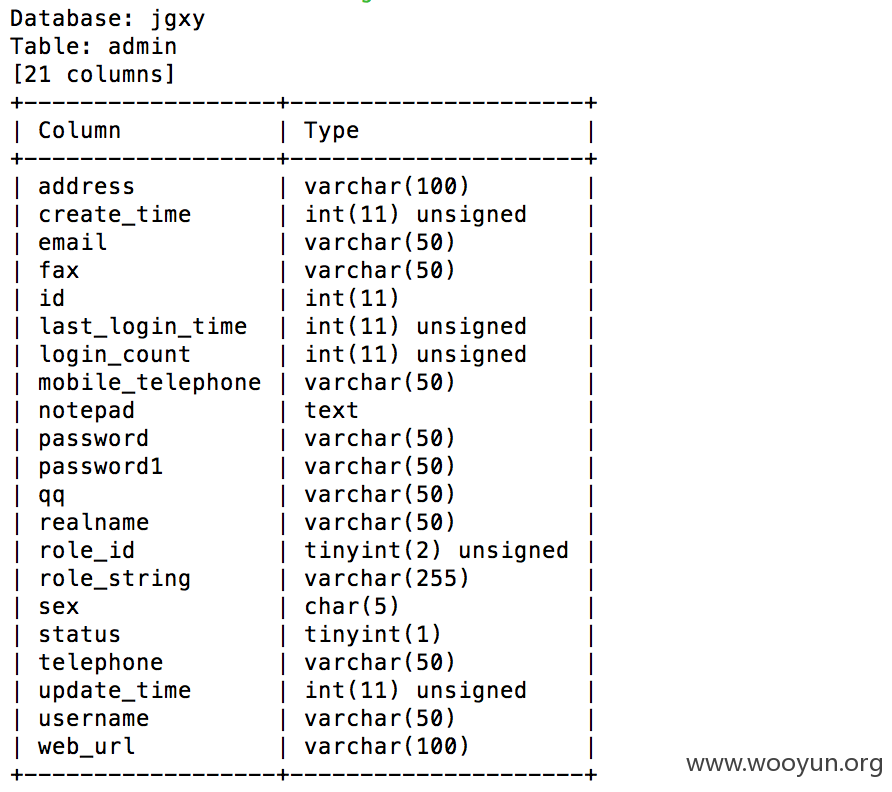 Database: jgxy
Table: admin
[21 columns]
+-------------------+----------------------+
| Column            | Type                 |
+-------------------+----------------------+
| address           | varchar(100)         |
| create_time       | int(11) unsigned     |
| email             | varchar(50)          |
| fax               | varchar(50)          |
| id                | int(11)              |
| last_login_time   | int(11) unsigned     |
| login_count       | int(11) unsigned     |
| mobile_telephone  | varchar(50)          |
| notepad           | text                 |
| password          | varchar(50)          |
| password1         | varchar(50)          |
| qq                | varchar(50)          |
| realname          | varchar(50)          |
| role_id           | tinyint(2) unsigned  |
| role_string       | varchar(255)         |
| sex               | char(5)              |
| status            | tinyint(1)           |
| telephone         | varchar(50)          |
| update_time       | int(11) unsigned     |
| username          | varchar(50)          |
| web_url           | varchar(100)         |
+-------------------+----------------------+
www.wooyun.org